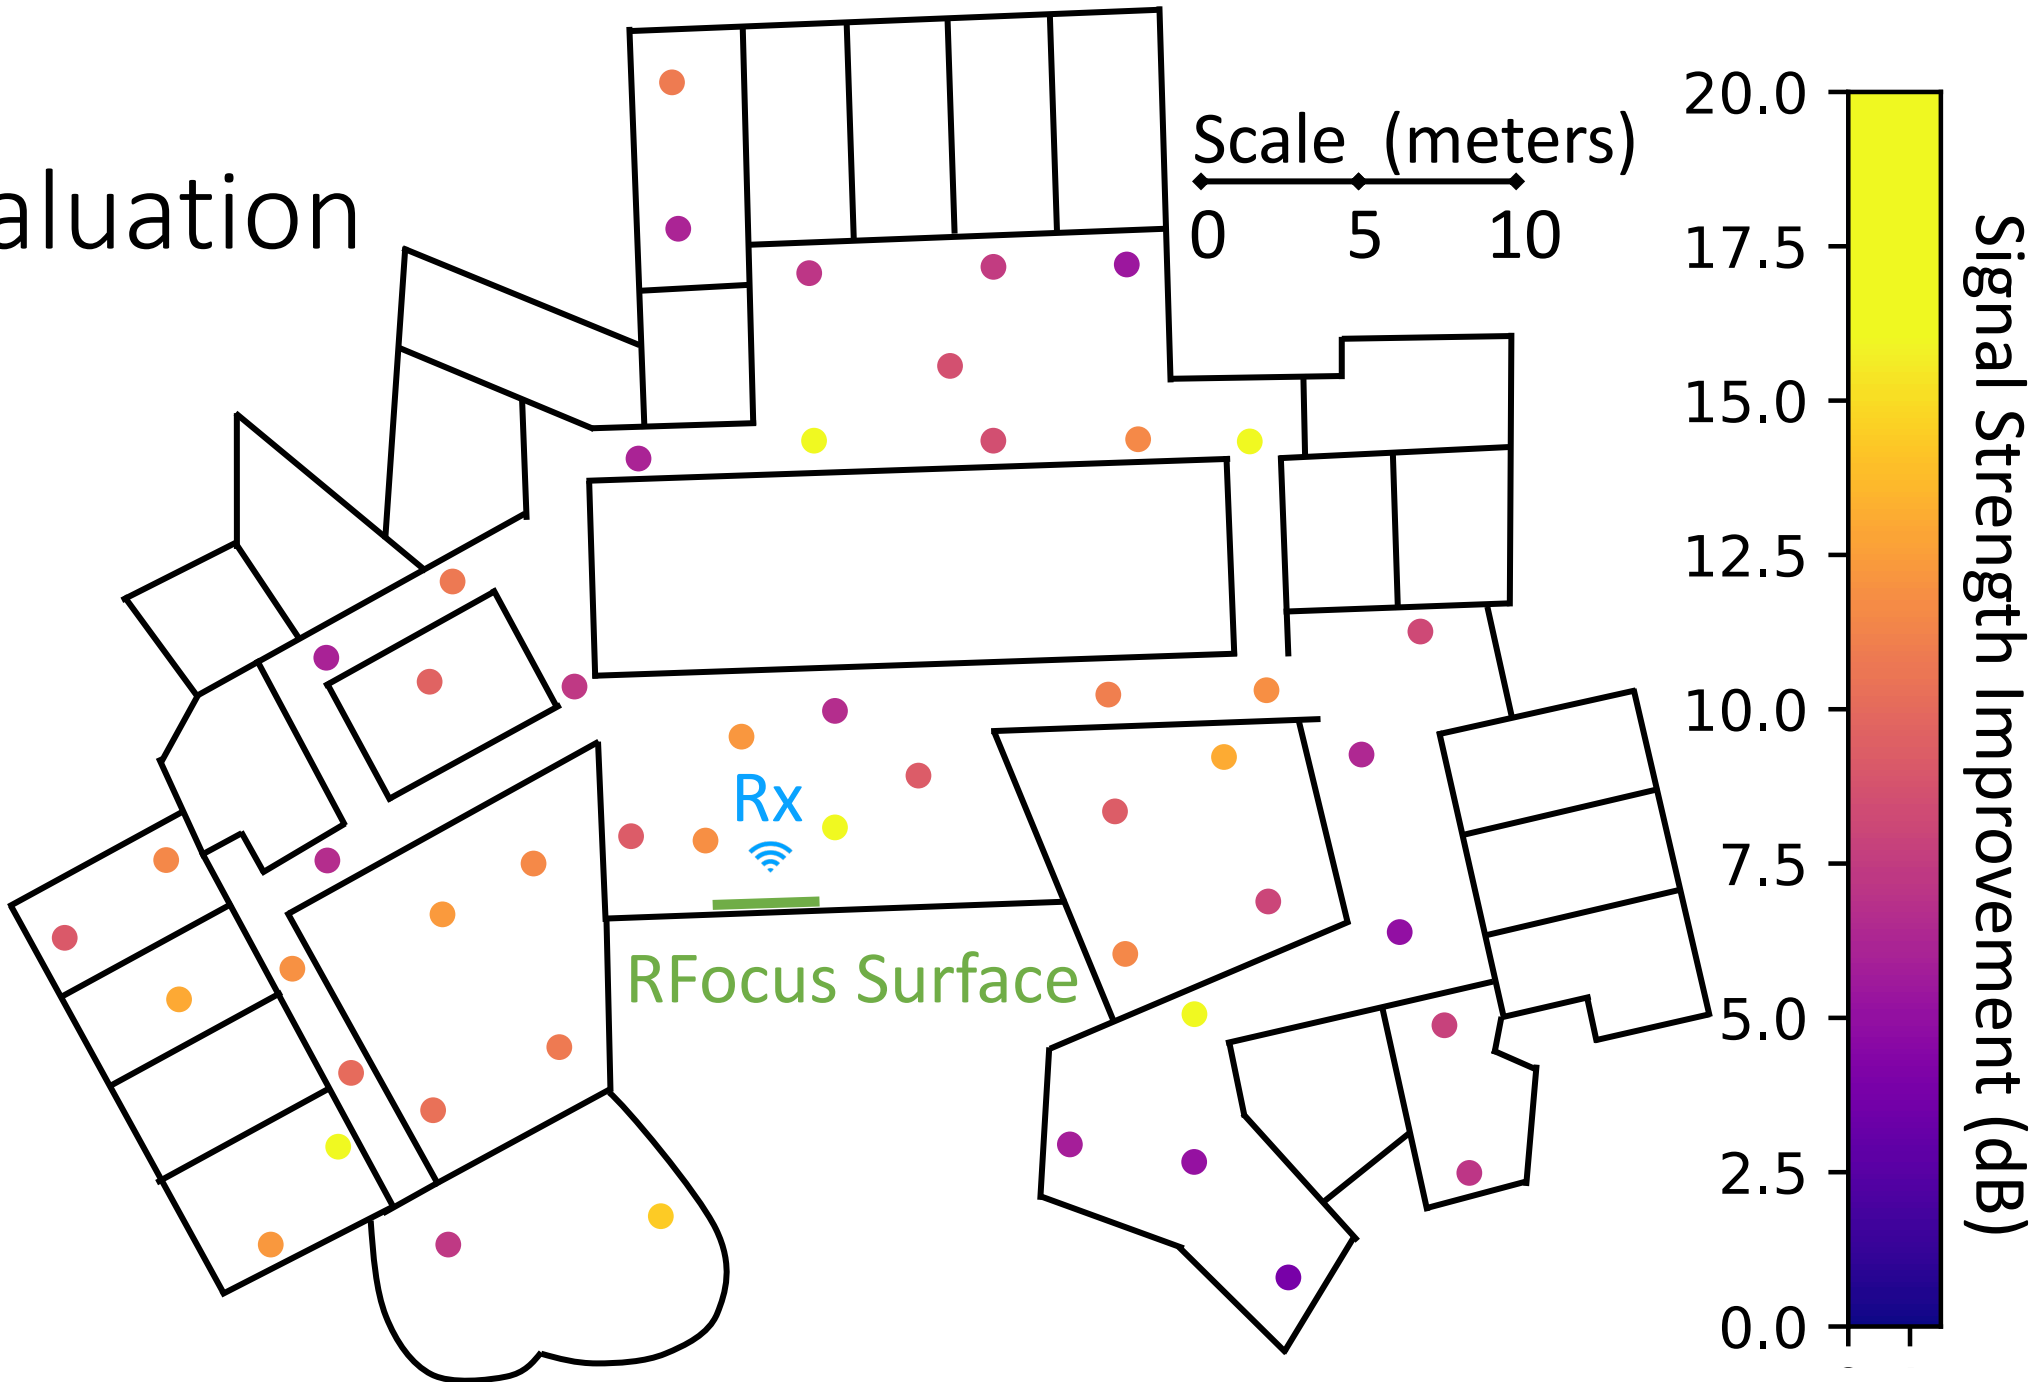 aluation
Scale (meters)
0 5 10
Rx
RFocus Surface
20.0
17.5
15.0
12.5
10.0
7.5
5.0
2.5
0.0
Signal Strength Improvement (dB)